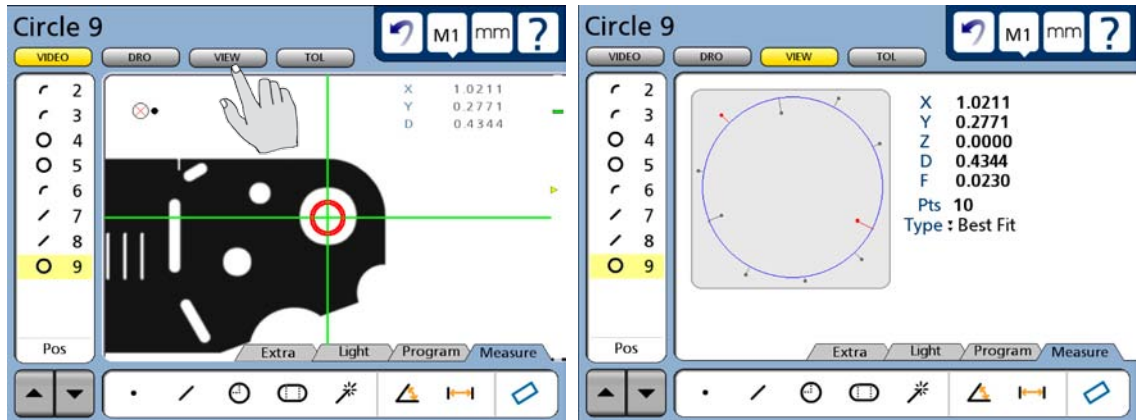 Circle 9
M1 mm ?
VIDEO DRO VIEW TOL
2
3
4
5
6
7
8
9
Pos
X 1.0211
Y 0.2771
D 0.4344
Extra Light Program Measure
Circle 9
M1 mm ?
VIDEO DRO VIEW TOL
2
3
4
5
6
7
8
9
Pos
X 1.0211
Y 0.2771
Z 0.0000
D 0.4344
F 0.0230
Pts 10
Type : Best Fit
Extra Light Program Measure